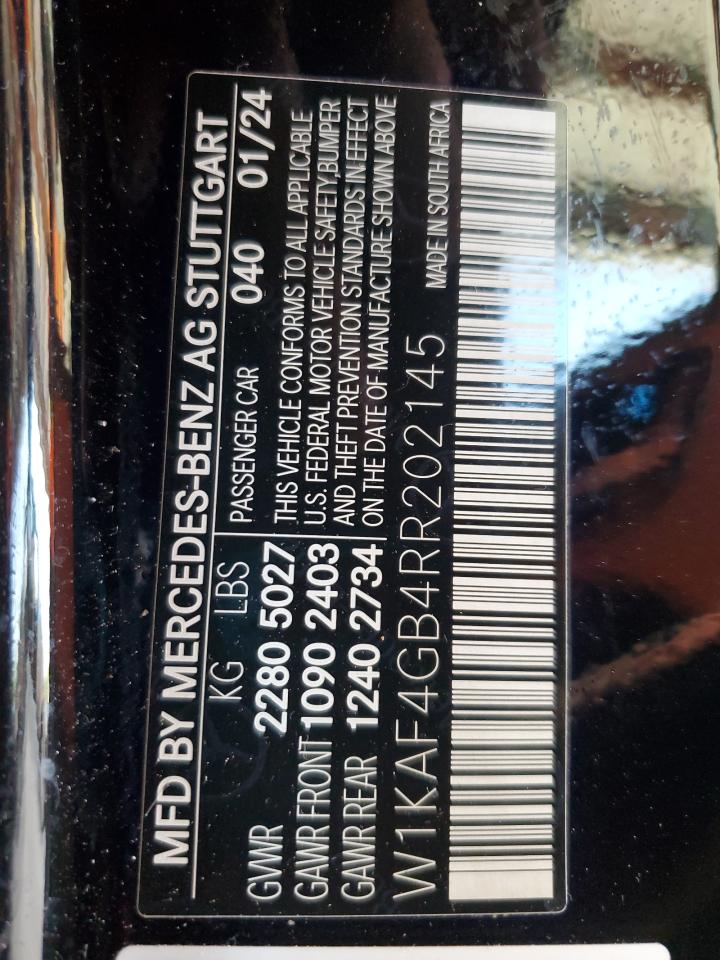 MFD BY MERCEDES-BENZ AG STUTTGART
KG LBS PASSENGER CAR 040 01/24
GVWR 2280 5027 THIS VEHICLE CONFORMS TO ALL APPLICABLE
GAWR FRONT 1090 2403 U.S. FEDERAL MOTOR VEHICLE SAFETY,BUMPER
GAWR REAR 1240 2734 AND THEFT PREVENTION STANDARDS IN EFFECT
ON THE DATE OF MANUFACTURE SHOWN ABOVE
W1KAF4GB4RR202145 MADE IN SOUTH AFRICA